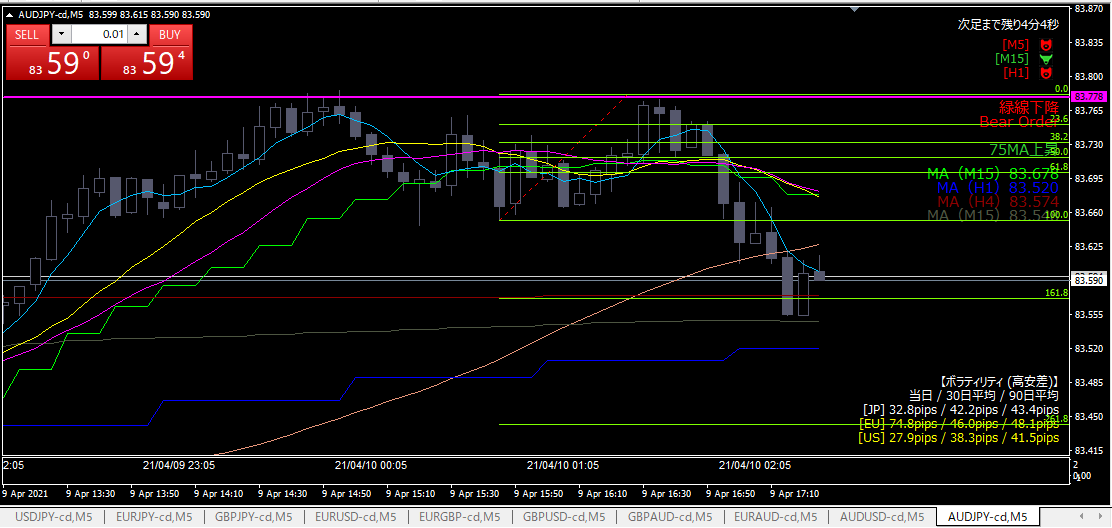 AUDJPY-cd,M5 83.599 83.615 83.590 83.590
SELL 0.01 BUY
83 59 0 83 59 4
次足まで残り4分4秒
[M5]
[M15]
[H1]
緑線下降
Bear Order
75MA上昇
MA (M15) 83.678
MA (H1) 83.520
MA (H4) 83.574
MA (M15)
0.0
23.6
38.2
50.0
61.8
100.0
161.8
261.8
83.870
83.835
83.800
83.778
83.765
83.730
83.695
83.660
83.625
83.590
83.555
83.520
83.485
83.450
83.415
【ボラティリティ (高安差)】
当日 / 30日平均 / 90日平均
[JP] 32.8pips / 42.2pips / 43.4pips
[EU] 74.8pips / 46.0pips / 48.1pips
[US] 27.9pips / 38.3pips / 41.5pips
2:05 21/04/09 23:05 21/04/10 00:05 21/04/10 01:05 21/04/10 02:05
2
0.00
9 Apr 2021 9 Apr 13:30 9 Apr 13:50 9 Apr 14:10 9 Apr 14:30 9 Apr 14:50 9 Apr 15:10 9 Apr 15:30 9 Apr 15:50 9 Apr 16:10 9 Apr 16:30 9 Apr 16:50 9 Apr 17:10
USDJPY-cd,M5 EURJPY-cd,M5 GBPJPY-cd,M5 EURUSD-cd,M5 EURGBP-cd,M5 GBPUSD-cd,M5 GBPAUD-cd,M5 EURAUD-cd,M5 AUDUSD-cd,M5 AUDJPY-cd,M5